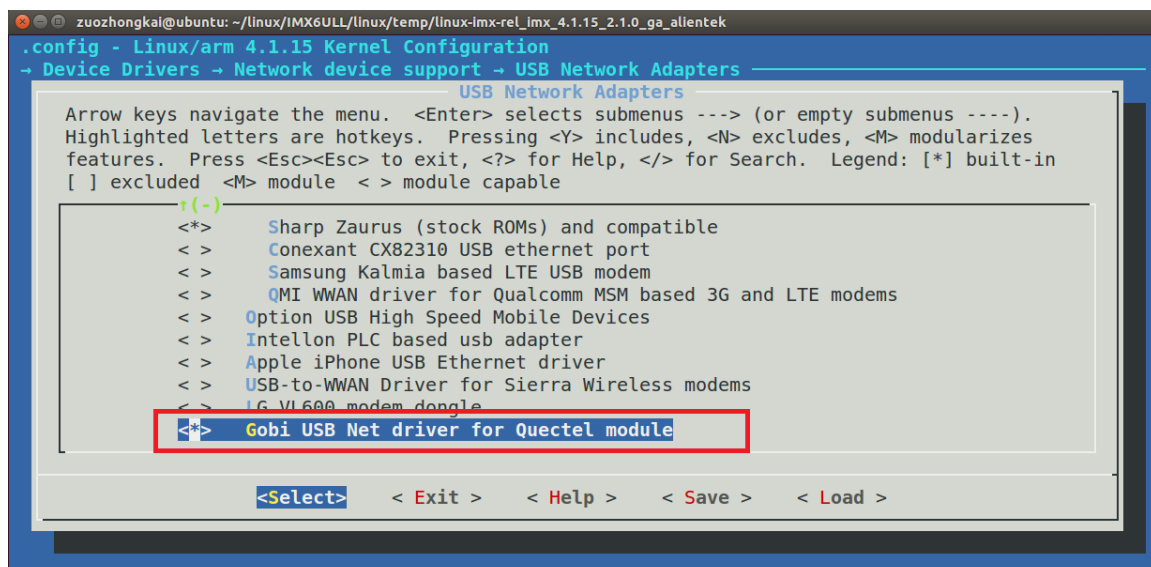 zuozhongkai@ubuntu: ~/linux/IMX6ULL/linux/temp/linux-imx-rel_imx_4.1.15_2.1.0_ga_alientek
.config - Linux/arm 4.1.15 Kernel Configuration
→ Device Drivers → Network device support → USB Network Adapters
USB Network Adapters
Arrow keys navigate the menu.  <Enter> selects submenus ---> (or empty submenus ----).
Highlighted letters are hotkeys.  Pressing <Y> includes, <N> excludes, <M> modularizes
features.  Press <Esc><Esc> to exit, <?> for Help, </> for Search.  Legend: [*] built-in
[ ] excluded  <M> module  < > module capable
↑(-)
<*>     Sharp Zaurus (stock ROMs) and compatible
< >     Conexant CX82310 USB ethernet port
< >     Samsung Kalmia based LTE USB modem
< >     QMI WWAN driver for Qualcomm MSM based 3G and LTE modems
< >   Option USB High Speed Mobile Devices
< >   Intellon PLC based usb adapter
< >   Apple iPhone USB Ethernet driver
< >   USB-to-WWAN Driver for Sierra Wireless modems
< >   LG VL600 modem dongle
<*>   Gobi USB Net driver for Quectel module
<Select>    < Exit >    < Help >    < Save >    < Load >